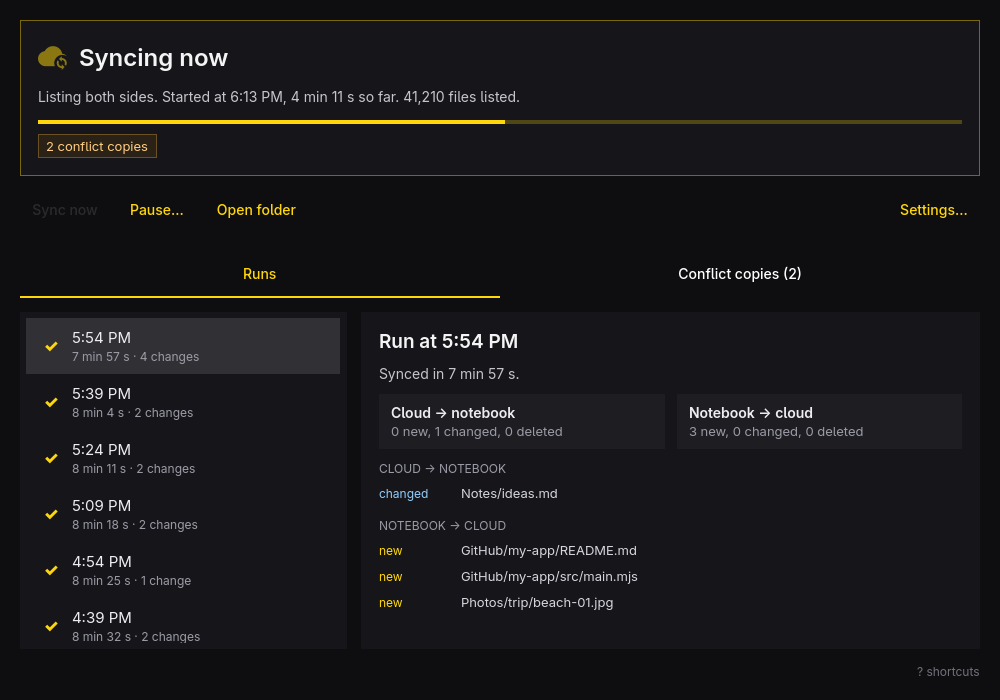 Syncing now
Listing both sides. Started at 6:13 PM, 4 min 11 s so far. 41,210 files listed.
2 conflict copies
Sync now
Pause...
Open folder
Settings...
Runs
Conflict copies (2)
5:54 PM
7 min 57 s · 4 changes
5:39 PM
8 min 4 s · 2 changes
5:24 PM
8 min 11 s · 2 changes
5:09 PM
8 min 18 s · 2 changes
4:54 PM
8 min 25 s · 1 change
4:39 PM
8 min 32 s · 2 changes
Run at 5:54 PM
Synced in 7 min 57 s.
Cloud → notebook
0 new, 1 changed, 0 deleted
Notebook → cloud
3 new, 0 changed, 0 deleted
CLOUD → NOTEBOOK
changed Notes/ideas.md
NOTEBOOK → CLOUD
new GitHub/my-app/README.md
new GitHub/my-app/src/main.mjs
new Photos/trip/beach-01.jpg
? shortcuts